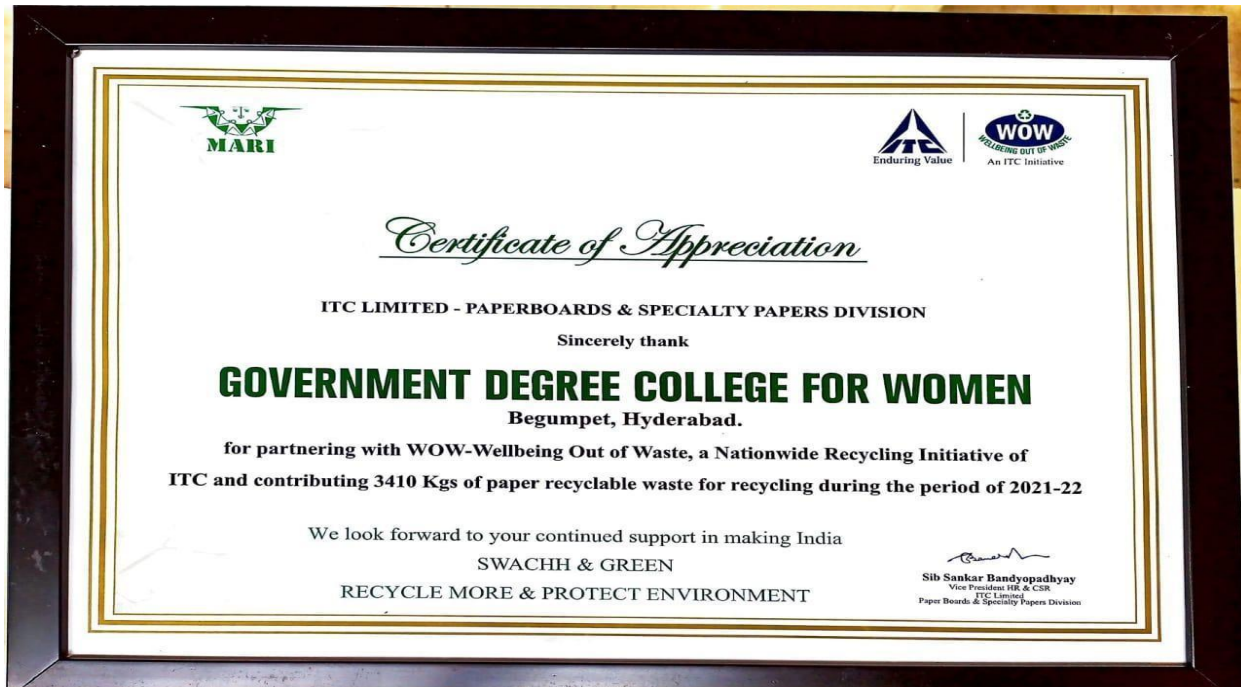 MARI
ITC
Enduring Value
WOW
WELLBEING OUT OF WASTE
An ITC Initiative
Certificate of Appreciation
ITC LIMITED - PAPERBOARDS & SPECIALTY PAPERS DIVISION
Sincerely thank
GOVERNMENT DEGREE COLLEGE FOR WOMEN
Begumpet, Hyderabad.
for partnering with WOW-Wellbeing Out of Waste, a Nationwide Recycling Initiative of
ITC and contributing 3410 Kgs of paper recyclable waste for recycling during the period of 2021-22
We look forward to your continued support in making India
SWACHH & GREEN
RECYCLE MORE & PROTECT ENVIRONMENT
Sib Sankar Bandyopadhyay
Vice President HR & CSR
ITC Limited
Paper Boards & Specialty Papers Division